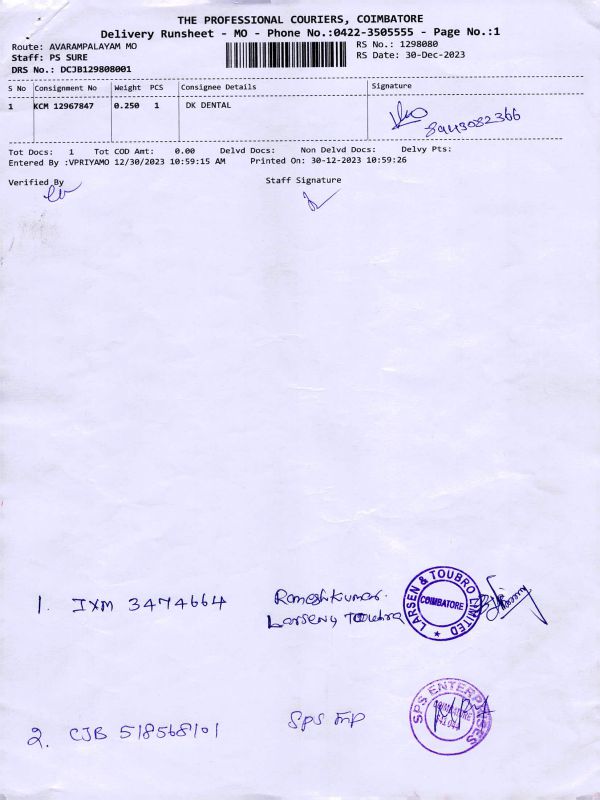 THE PROFESSIONAL COURIERS, COIMBATORE
Delivery Runsheet - MO - Phone No.:0422-3505555 - Page No.:1
Route: AVARAMPALAYAM MO
RS No.: 1298080
Staff: PS SURE
RS Date: 30-Dec-2023
DRS No.: DCJB129808001
S No Consignment No Weight PCS Consignee Details Signature
1 KCM 12967847 0.250 1 DK DENTAL
8943082366
Tot Docs: 1 Tot COD Amt: 0.00 Delvd Docs: Non Delvd Docs: Delvy Pts:
Entered By :VPRIYAMO 12/30/2023 10:59:15 AM Printed On: 30-12-2023 10:59:26
Verified By Staff Signature
1. IXM 3474664 Rameshkumar.
Larseny Toubra
LARSEN & TOUBRO LIMITED
COIMBATORE
2. CJB 518568101 SPS
SPS ENTERPRISES